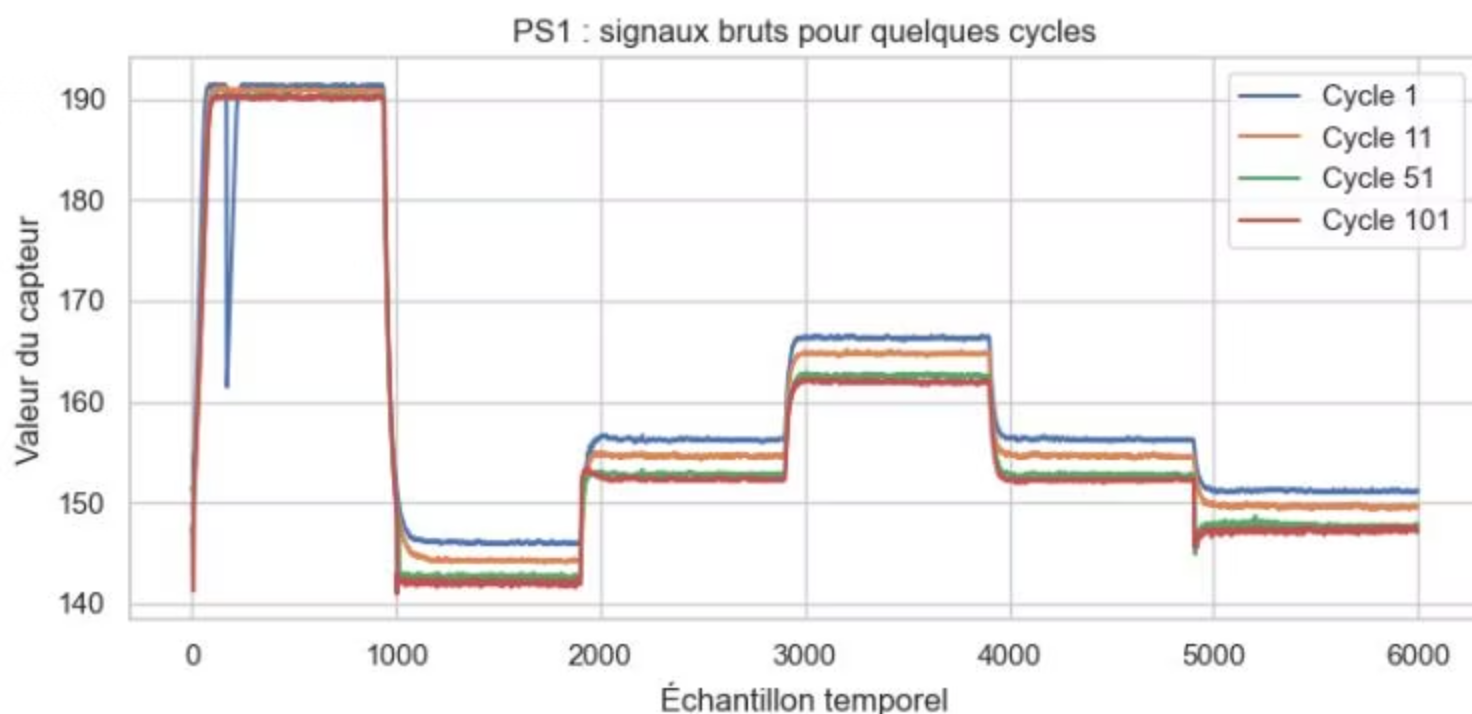 PS1 : signaux bruts pour quelques cycles
190
180
170
160
150
140
Valeur du capteur
Cycle 1
Cycle 11
Cycle 51
Cycle 101
0 1000 2000 3000 4000 5000 6000
Échantillon temporel